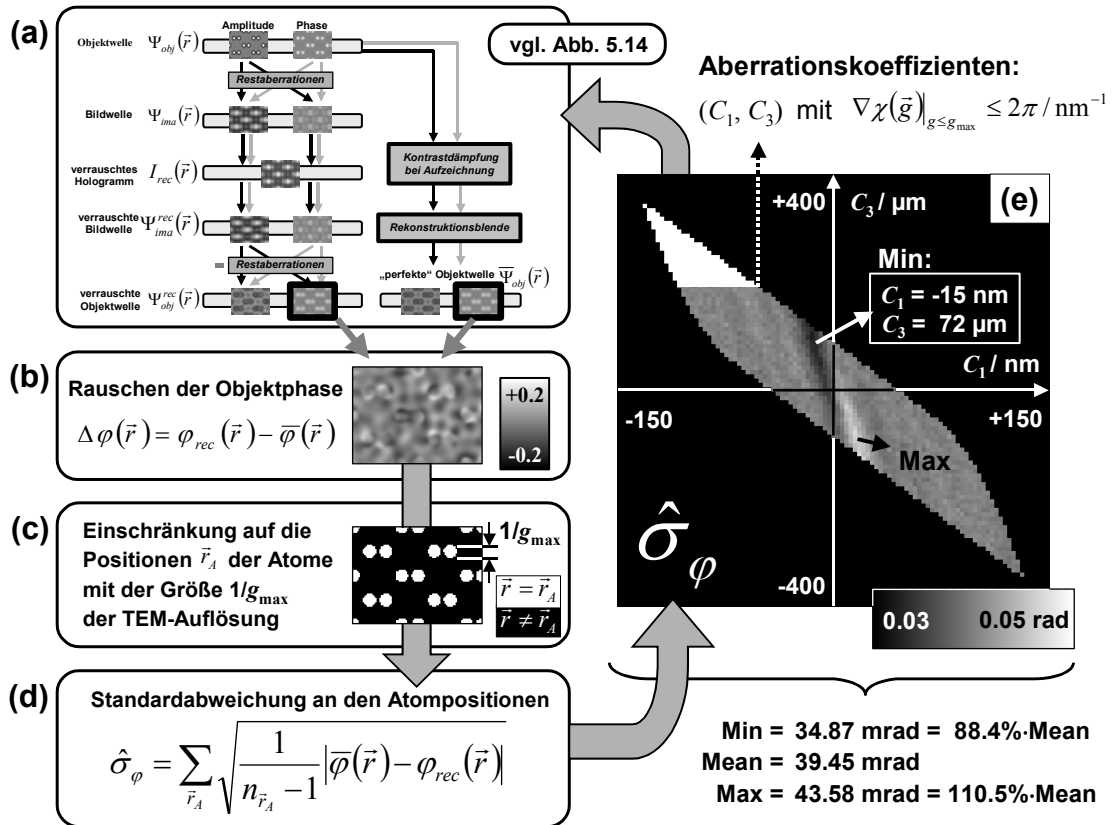 (a)
Amplitude Phase
Objektwelle Ψobj(r⃗)
Restaberrationen
Bildwelle Ψima(r⃗)
verrauschtes
Hologramm Irec(r⃗)
verrauschte
Bildwelle Ψima^rec(r⃗)
Restaberrationen
verrauschte
Objektwelle Ψobj^rec(r⃗)
Kontrastdämpfung
bei Aufzeichnung
Rekonstruktionsblende
„perfekte“ Objektwelle Ψ̄obj(r⃗)
vgl. Abb. 5.14
(b)
Rauschen der Objektphase
Δφ(r⃗) = φrec(r⃗) − φ̄(r⃗)
+0.2
-0.2
(c)
Einschränkung auf die
Positionen r⃗A der Atome
mit der Größe 1/gmax
der TEM-Auflösung
1/gmax
r⃗ = r⃗A
r⃗ ≠ r⃗A
(d)
Standardabweichung an den Atompositionen
σ̂φ = ∑r⃗A √(1/(nr⃗A −1) |φ̄(r⃗) − φrec(r⃗)|)
Aberrationskoeffizienten:
(C1, C3) mit ∇χ(g⃗)|g≤gmax ≤ 2π / nm⁻¹
(e)
+400 C3 / µm
Min:
C1 = -15 nm
C3 = 72 µm
C1 / nm
-150 +150
Max
σ̂φ
-400
0.03 0.05 rad
Min = 34.87 mrad = 88.4%·Mean
Mean = 39.45 mrad
Max = 43.58 mrad = 110.5%·Mean